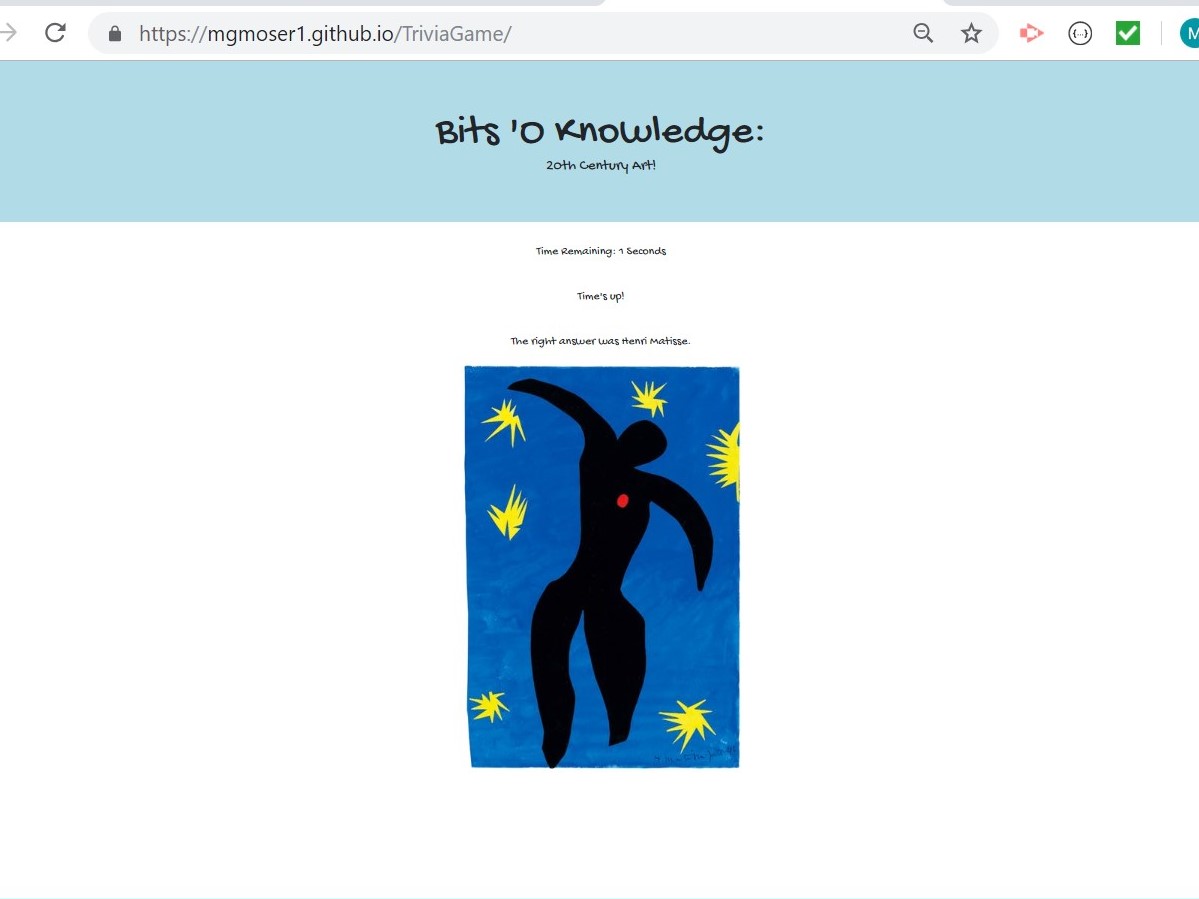 https://mgmoser1.github.io/TriviaGame/
M
Bits 'O Knowledge:
20th Century Art!
Time Remaining: 1 Seconds
Time's up!
The right answer was Henri Matisse.